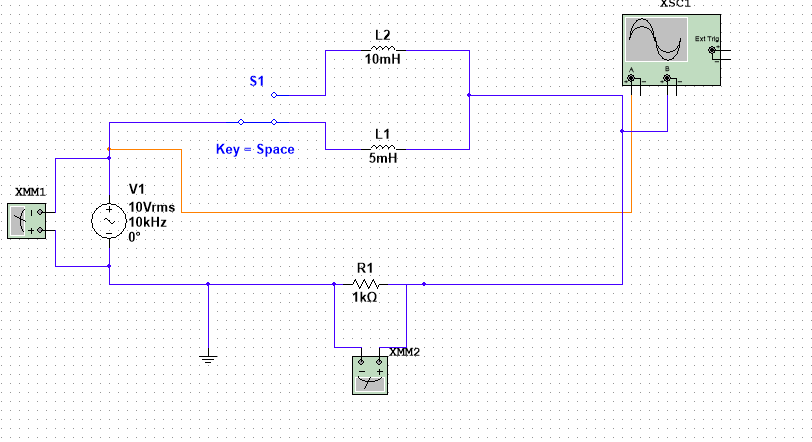 XSC1
Ext Trig
+
−
A
B
+ − + −
L2
10mH
S1
L1
5mH
Key = Space
XMM1
V1
10Vrms
10kHz
0°
+
−
R1
1kΩ
XMM2
− +